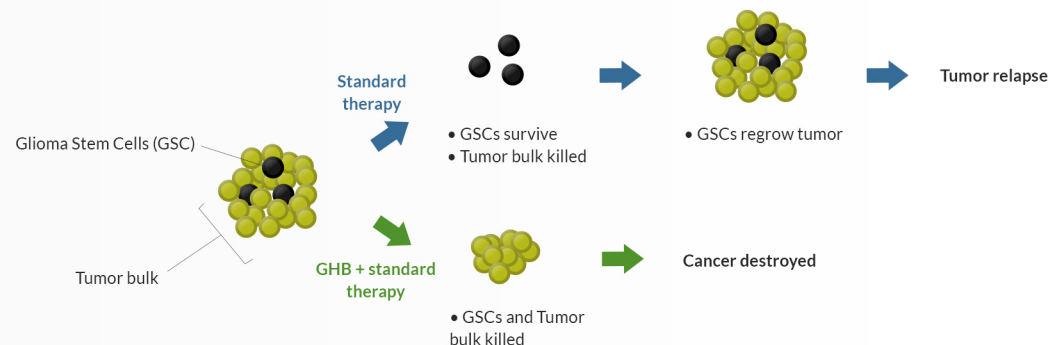 Standard
therapy
• GSCs survive
• Tumor bulk killed
• GSCs regrow tumor
Tumor relapse
Glioma Stem Cells (GSC)
Tumor bulk
GHB + standard
therapy
• GSCs and Tumor
bulk killed
Cancer destroyed